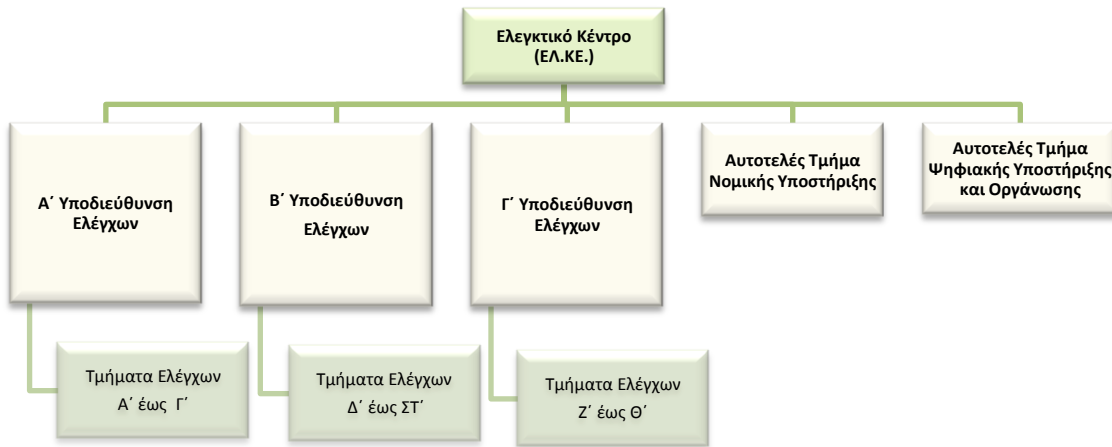 Ελεγκτικό Κέντρο
(ΕΛ.ΚΕ.)
Α΄ Υποδιεύθυνση
Ελέγχων
Β΄ Υποδιεύθυνση
Ελέγχων
Γ΄ Υποδιεύθυνση
Ελέγχων
Αυτοτελές Τμήμα
Νομικής Υποστήριξης
Αυτοτελές Τμήμα
Ψηφιακής Υποστήριξης
και Οργάνωσης
Τμήματα Ελέγχων
Α΄ έως Γ΄
Τμήματα Ελέγχων
Δ΄ έως ΣΤ΄
Τμήματα Ελέγχων
Ζ΄ έως Θ΄